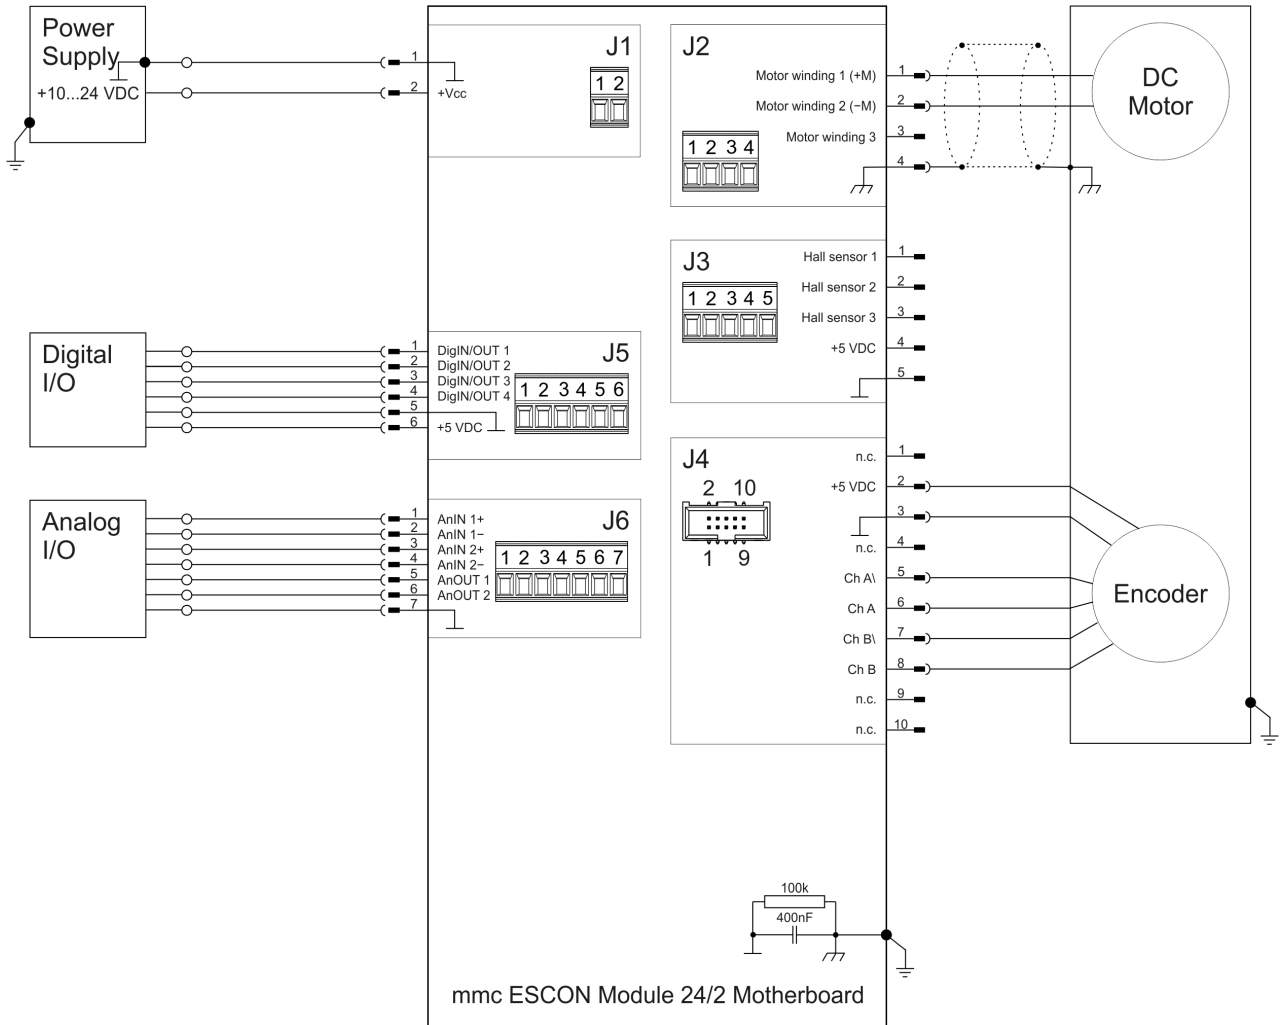 Power
Supply
+10...24 VDC
1
2
+Vcc
J1
1 2
J2
Motor winding 1 (+M)
1
Motor winding 2 (−M)
2
Motor winding 3
3
4
1 2 3 4
DC
Motor
J3
Hall sensor 1
1
Hall sensor 2
2
Hall sensor 3
3
+5 VDC
4
5
1 2 3 4 5
Digital
I/O
1
DigIN/OUT 1
2
DigIN/OUT 2
3
DigIN/OUT 3
4
DigIN/OUT 4
5
6
+5 VDC
J5
1 2 3 4 5 6
J4
2 10
1 9
n.c.
1
+5 VDC
2
3
n.c.
4
Ch A\
5
Ch A
6
Ch B\
7
Ch B
8
n.c.
9
n.c.
10
Encoder
Analog
I/O
1
AnIN 1+
2
AnIN 1−
3
AnIN 2+
4
AnIN 2−
5
AnOUT 1
6
AnOUT 2
7
J6
1 2 3 4 5 6 7
100k
400nF
mmc ESCON Module 24/2 Motherboard